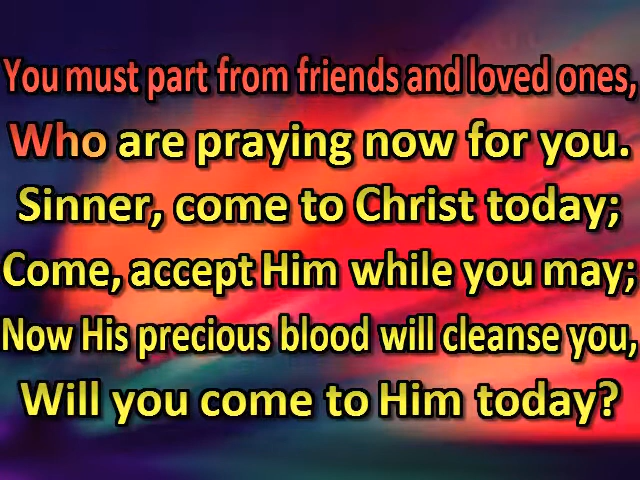 You must part from friends and loved ones,
Who are praying now for you.
Sinner, come to Christ today;
Come, accept Him while you may;
Now His precious blood will cleanse you,
Will you come to Him today?